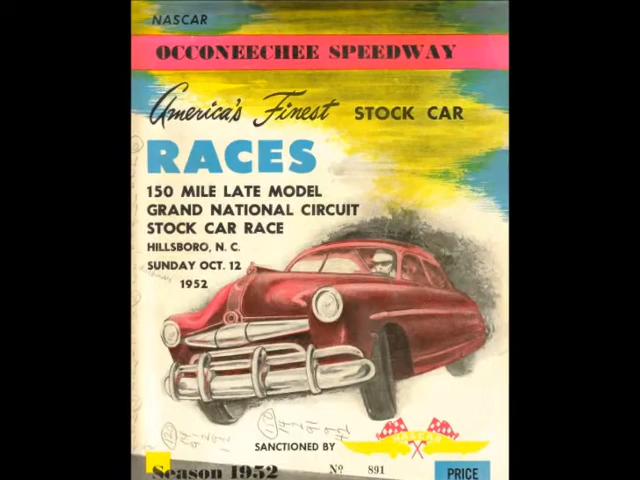 NASCAR
OCCONEECHEE SPEEDWAY
America's Finest STOCK CAR
RACES
150 MILE LATE MODEL
GRAND NATIONAL CIRCUIT
STOCK CAR RACE
HILLSBORO, N. C.
SUNDAY OCT. 12
1952
SANCTIONED BY NASCAR
Season 1952 Nº 891 PRICE